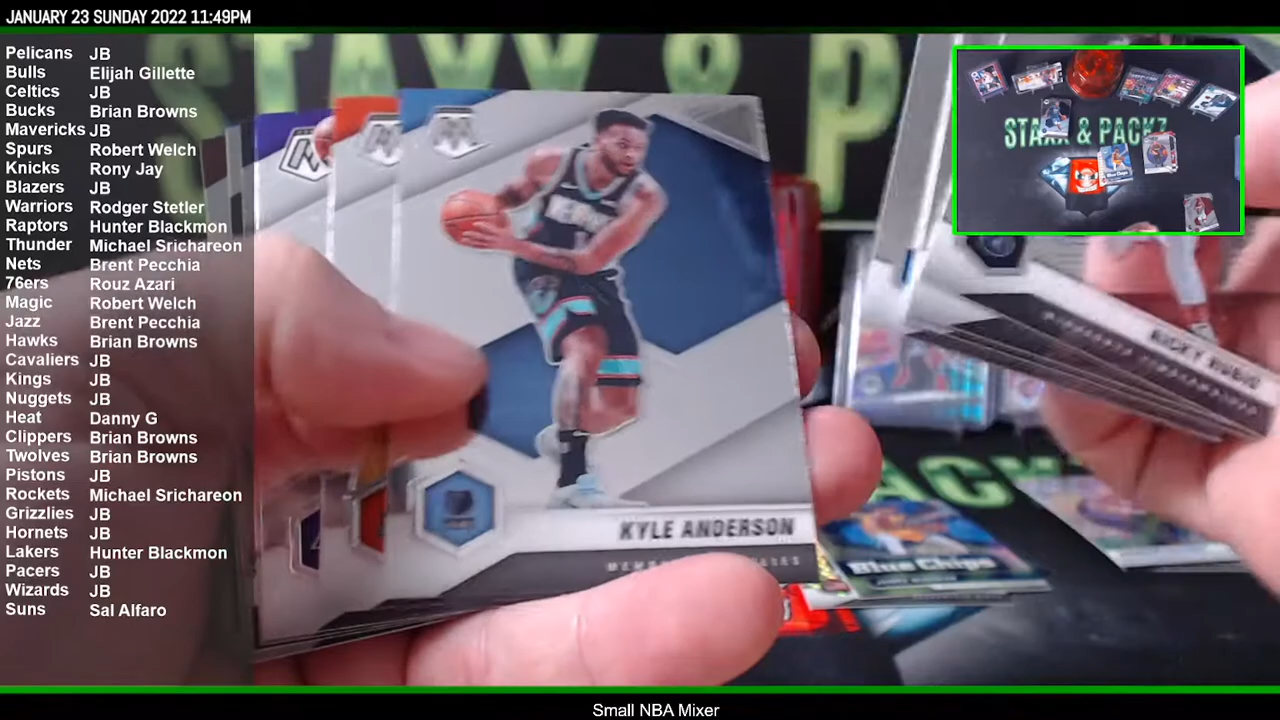 JANUARY 23 SUNDAY 2022 11:49PM
Pelicans JB
Bulls Elijah Gillette
Celtics JB
Bucks Brian Browns
Mavericks JB
Spurs Robert Welch
Knicks Rony Jay
Blazers JB
Warriors Rodger Stetler
Raptors Hunter Blackmon
Thunder Michael Srichareon
Nets Brent Pecchia
76ers Rouz Azari
Magic Robert Welch
Jazz Brent Pecchia
Hawks Brian Browns
Cavaliers JB
Kings JB
Nuggets JB
Heat Danny G
Clippers Brian Browns
Twolves Brian Browns
Pistons JB
Rockets Michael Srichareon
Grizzlies JB
Hornets JB
Lakers Hunter Blackmon
Pacers JB
Wizards JB
Suns Sal Alfaro
STAXX & P
STAXX & PACKZ
KYLE ANDERSON
RICKY RUBIO
Blue Chips
Small NBA Mixer